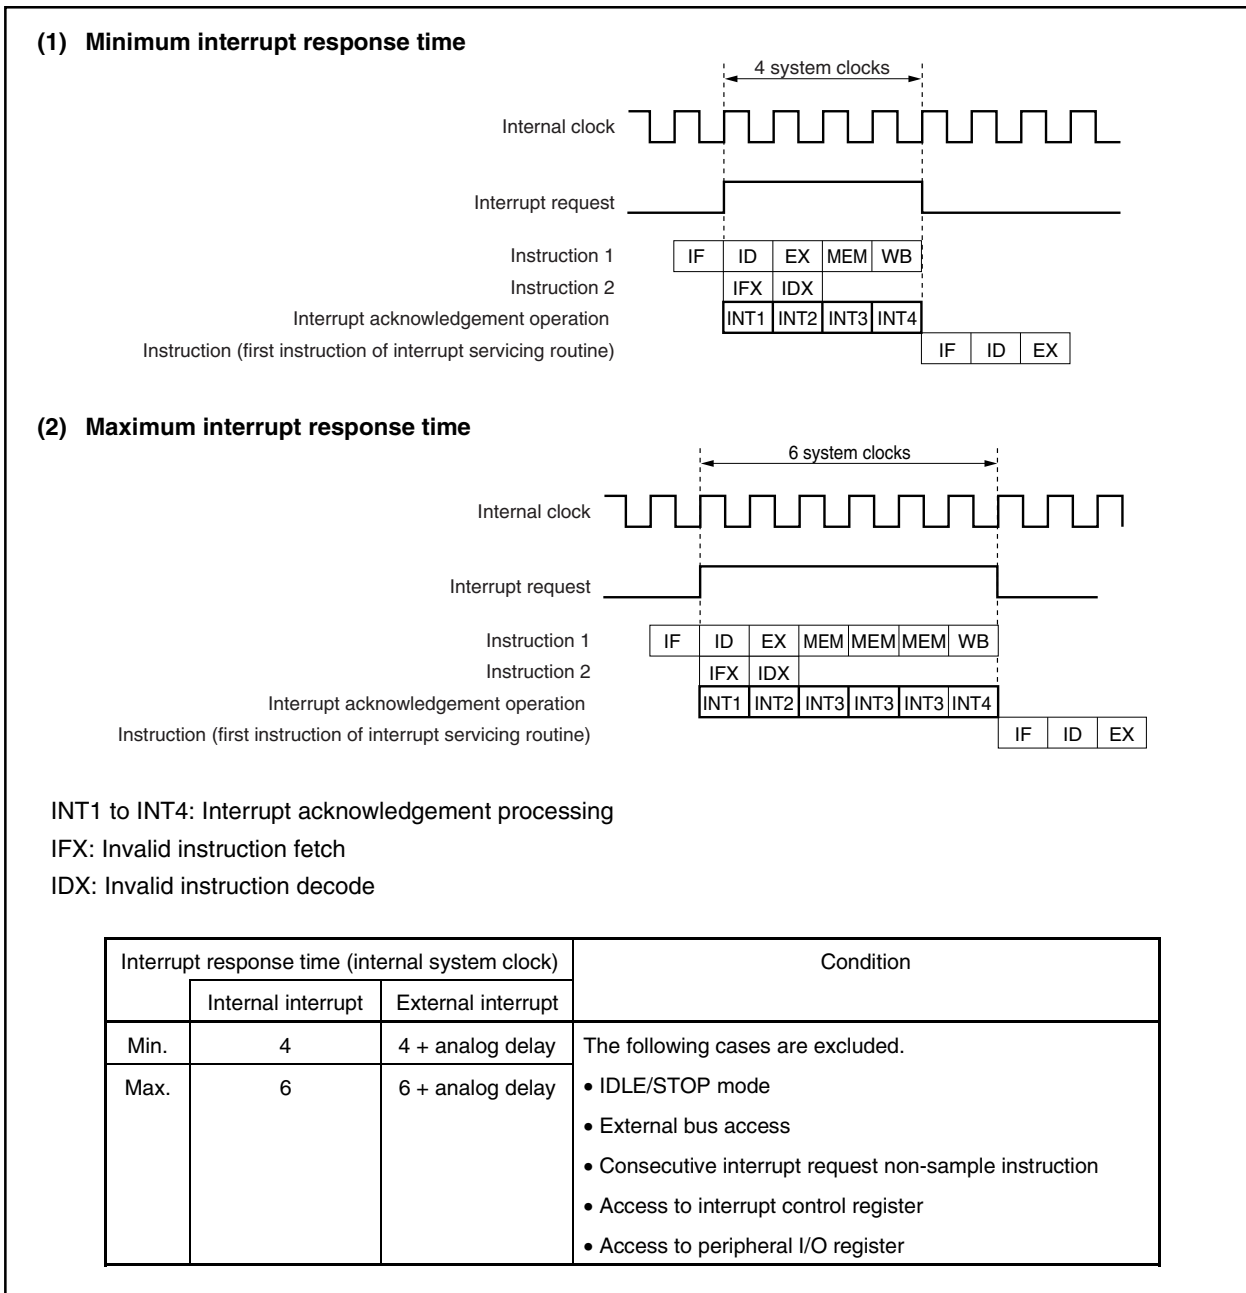 (1) Minimum interrupt response time
4 system clocks
Internal clock
Interrupt request
Instruction 1 IF ID EX MEM WB
Instruction 2 IFX IDX
Interrupt acknowledgement operation INT1 INT2 INT3 INT4
Instruction (first instruction of interrupt servicing routine) IF ID EX
(2) Maximum interrupt response time
6 system clocks
Internal clock
Interrupt request
Instruction 1 IF ID EX MEM MEM MEM WB
Instruction 2 IFX IDX
Interrupt acknowledgement operation INT1 INT2 INT3 INT3 INT3 INT4
Instruction (first instruction of interrupt servicing routine) IF ID EX
INT1 to INT4: Interrupt acknowledgement processing
IFX: Invalid instruction fetch
IDX: Invalid instruction decode
Interrupt response time (internal system clock) Condition
Internal interrupt External interrupt
Min. 4 4 + analog delay The following cases are excluded.
Max. 6 6 + analog delay • IDLE/STOP mode
• External bus access
• Consecutive interrupt request non-sample instruction
• Access to interrupt control register
• Access to peripheral I/O register